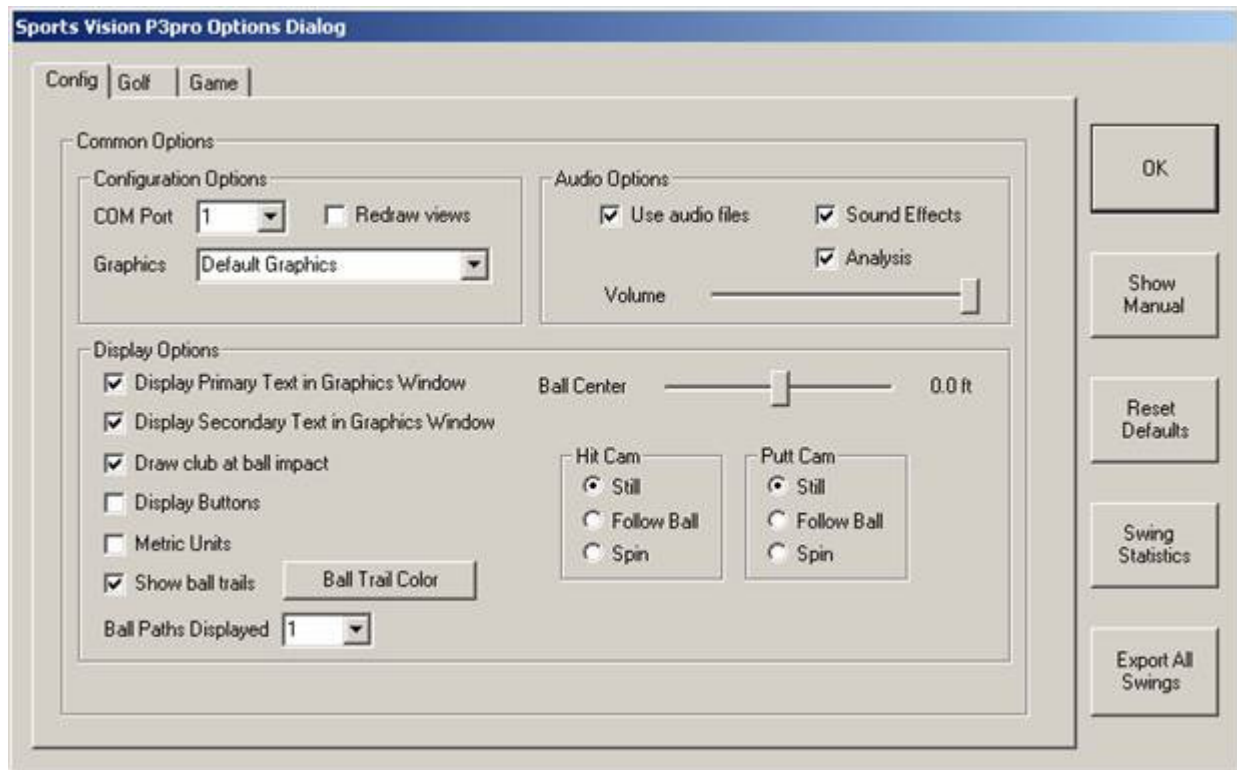 Sports Vision P3pro Options Dialog
Config Golf Game
Common Options
Configuration Options
COM Port 1 Redraw views
Graphics Default Graphics
Audio Options
Use audio files Sound Effects
Analysis
Volume
Display Options
Display Primary Text in Graphics Window
Display Secondary Text in Graphics Window
Draw club at ball impact
Display Buttons
Metric Units
Show ball trails Ball Trail Color
Ball Paths Displayed 1
Ball Center 0.0 ft
Hit Cam
Still
Follow Ball
Spin
Putt Cam
Still
Follow Ball
Spin
OK
Show
Manual
Reset
Defaults
Swing
Statistics
Export All
Swings